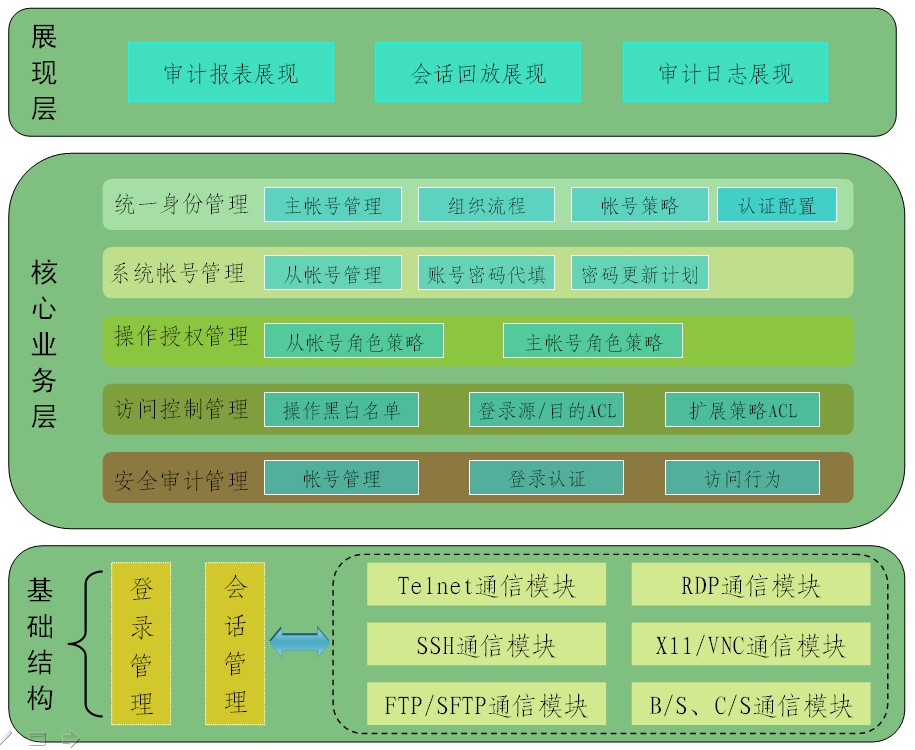 展现层
审计报表展现 会话回放展现 审计日志展现
核心业务层
统一身份管理 主帐号管理 组织流程 帐号策略 认证配置
系统帐号管理 从帐号管理 账号密码代填 密码更新计划
操作授权管理 从帐号角色策略 主帐号角色策略
访问控制管理 操作黑白名单 登录源/目的ACL 扩展策略ACL
安全审计管理 帐号管理 登录认证 访问行为
基础结构
登录管理
会话管理
Telnet通信模块 RDP通信模块
SSH通信模块 X11/VNC通信模块
FTP/SFTP通信模块 B/S、C/S通信模块